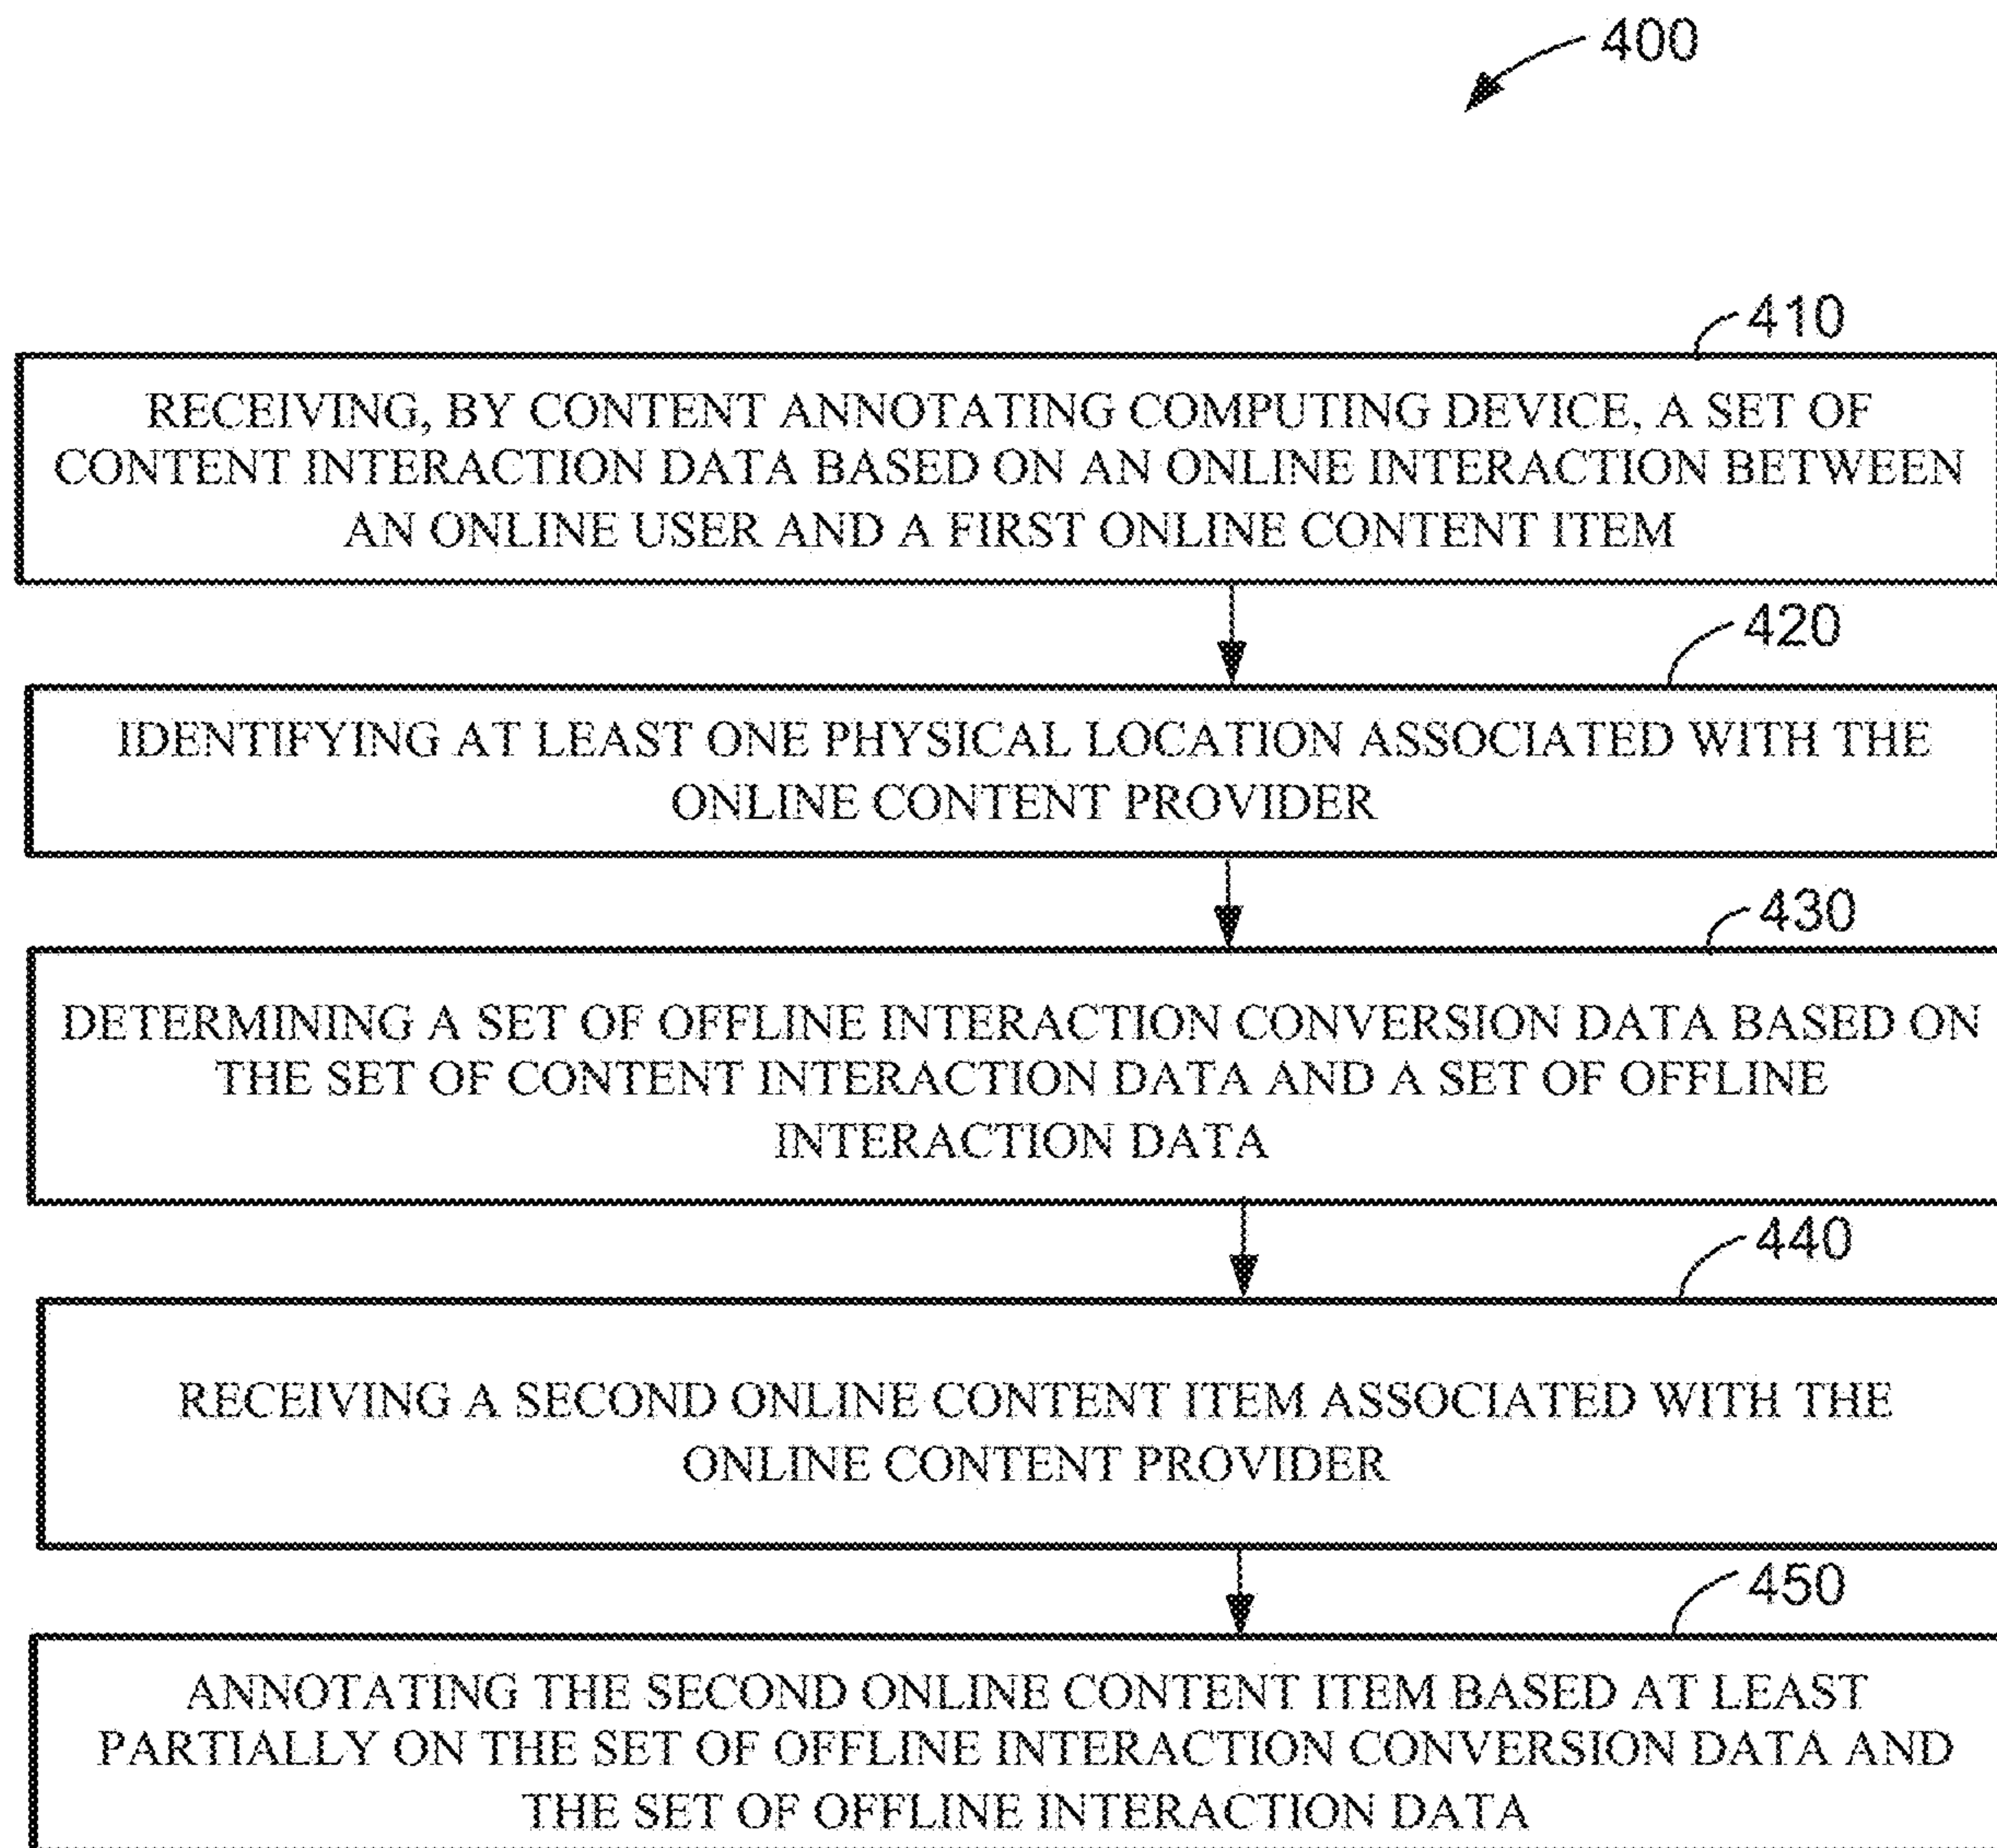 400
410
RECEIVING, BY CONTENT ANNOTATING COMPUTING DEVICE, A SET OF
CONTENT INTERACTION DATA BASED ON AN ONLINE INTERACTION BETWEEN
AN ONLINE USER AND A FIRST ONLINE CONTENT ITEM
420
IDENTIFYING AT LEAST ONE PHYSICAL LOCATION ASSOCIATED WITH THE
ONLINE CONTENT PROVIDER
430
DETERMINING A SET OF OFFLINE INTERACTION CONVERSION DATA BASED ON
THE SET OF CONTENT INTERACTION DATA AND A SET OF OFFLINE
INTERACTION DATA
440
RECEIVING A SECOND ONLINE CONTENT ITEM ASSOCIATED WITH THE
ONLINE CONTENT PROVIDER
450
ANNOTATING THE SECOND ONLINE CONTENT ITEM BASED AT LEAST
PARTIALLY ON THE SET OF OFFLINE INTERACTION CONVERSION DATA AND
THE SET OF OFFLINE INTERACTION DATA